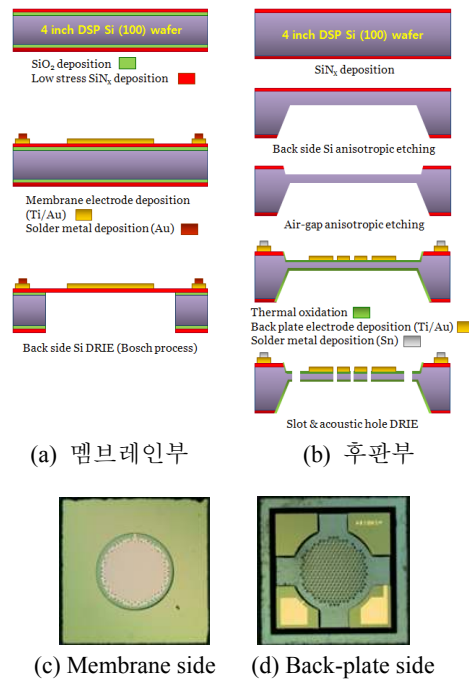 4 inch DSP Si (100) wafer
SiO₂ deposition
Low stress SiNₓ deposition
Membrane electrode deposition
(Ti/Au)
Solder metal deposition (Au)
Back side Si DRIE (Bosch process)
(a) 멤브레인부
4 inch DSP Si (100) wafer
SiNₓ deposition
Back side Si anisotropic etching
Air-gap anisotropic etching
Thermal oxidation
Back plate electrode deposition (Ti/Au)
Solder metal deposition (Sn)
Slot & acoustic hole DRIE
(b) 후판부
(c) Membrane side
(d) Back-plate side